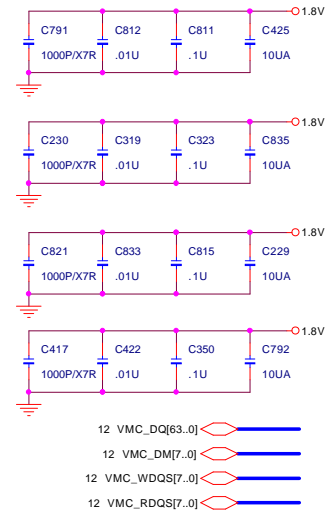 1.8V
C791 C812 C811 C425
1000P/X7R .01U .1U 10UA
1.8V
C230 C319 C323 C835
1000P/X7R .01U .1U 10UA
1.8V
C821 C833 C815 C229
1000P/X7R .01U .1U 10UA
1.8V
C417 C422 C350 C792
1000P/X7R .01U .1U 10UA
12 VMC_DQ[63..0]
12 VMC_DM[7..0]
12 VMC_WDQS[7..0]
12 VMC_RDQS[7..0]